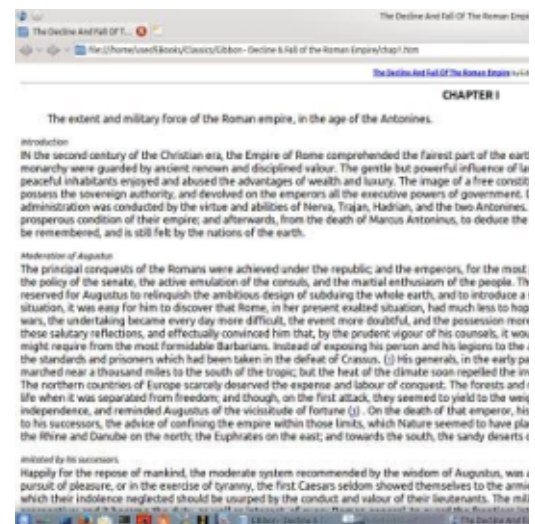 The Decline And Fall Of The Roman Empi
The Decline And Fall Of T...
file:///home/used/EBooks/Classics/Gibbon - Decline & Fall of the Roman Empire/chap1.htm
The Decline And Fall Of The Roman Empire by Ed
CHAPTER I
The extent and military force of the Roman empire, in the age of the Antonines.
Introduction
IN the second century of the Christian era, the Empire of Rome comprehended the fairest part of the eart
monarchy were guarded by ancient renown and disciplined valour. The gentle but powerful influence of la
peaceful inhabitants enjoyed and abused the advantages of wealth and luxury. The image of a free constit
possess the sovereign authority, and devolved on the emperors all the executive powers of government. D
administration was conducted by the virtue and abilities of Nerva, Trajan, Hadrian, and the two Antonines.
prosperous condition of their empire; and afterwards, from the death of Marcus Antoninus, to deduce the
be remembered, and is still felt by the nations of the earth.
Moderation of Augustus
The principal conquests of the Romans were achieved under the republic; and the emperors, for the most
the policy of the senate, the active emulation of the consuls, and the martial enthusiasm of the people. Th
reserved for Augustus to relinquish the ambitious design of subduing the whole earth, and to introduce a
situation, it was easy for him to discover that Rome, in her present exalted situation, had much less to hop
wars, the undertaking became every day more difficult, the event more doubtful, and the possession more
these salutary reflections, and effectually convinced him that, by the prudent vigour of his counsels, it wou
might require from the most formidable Barbarians. Instead of exposing his person and his legions to the a
the standards and prisoners which had been taken in the defeat of Crassus. (1) His generals, in the early pa
marched near a thousand miles to the south of the tropic; but the heat of the climate soon repelled the inv
The northern countries of Europe scarcely deserved the expense and labour of conquest. The forests and
life when it was separated from freedom; and though, on the first attack, they seemed to yield to the weig
independence, and reminded Augustus of the vicissitude of fortune (3) . On the death of that emperor, his
to his successors, the advice of confining the empire within those limits, which Nature seemed to have pla
the Rhine and Danube on the north; the Euphrates on the east; and towards the south, the sandy deserts o
Imitated by his successors.
Happily for the repose of mankind, the moderate system recommended by the wisdom of Augustus, was a
pursuit of pleasure, or in the exercise of tyranny, the first Caesars seldom showed themselves to the armie
which their indolence neglected should be usurped by the conduct and valour of their lieutenants. The mili